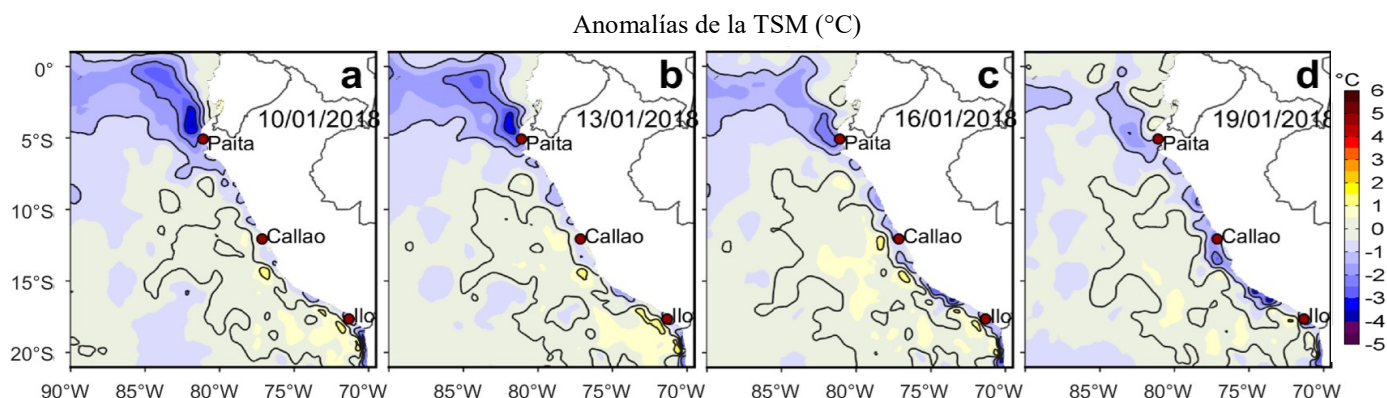 Anomalías de la TSM (°C)
a
b
c
d
°C
10/01/2018
13/01/2018
16/01/2018
19/01/2018
0°
5°S
10°S
15°S
20°S
Paita
Callao
Ilo
Paita
Callao
Ilo
Paita
Callao
Ilo
Paita
Callao
Ilo
6
5
4
3
2
1
0
-1
-2
-3
-4
-5
90°W 85°W 80°W 75°W 70°W
85°W 80°W 75°W 70°W
85°W 80°W 75°W 70°W
85°W 80°W 75°W 70°W